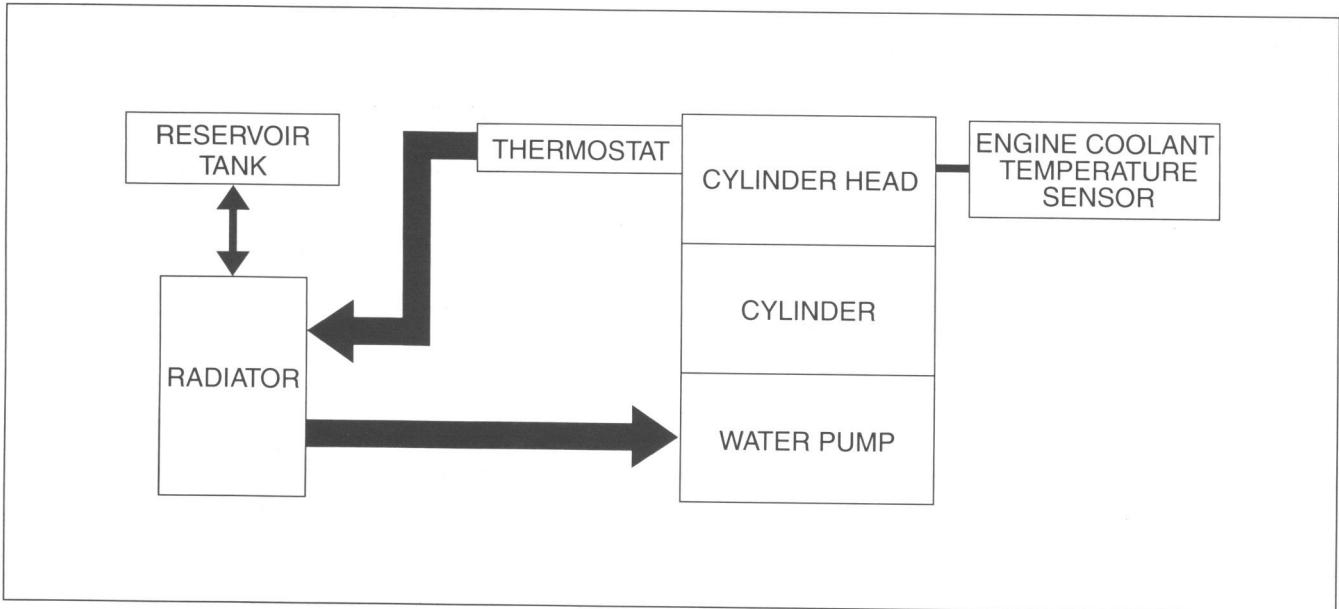 RESERVOIR
TANK
THERMOSTAT
CYLINDER HEAD
ENGINE COOLANT
TEMPERATURE
SENSOR
CYLINDER
RADIATOR
WATER PUMP